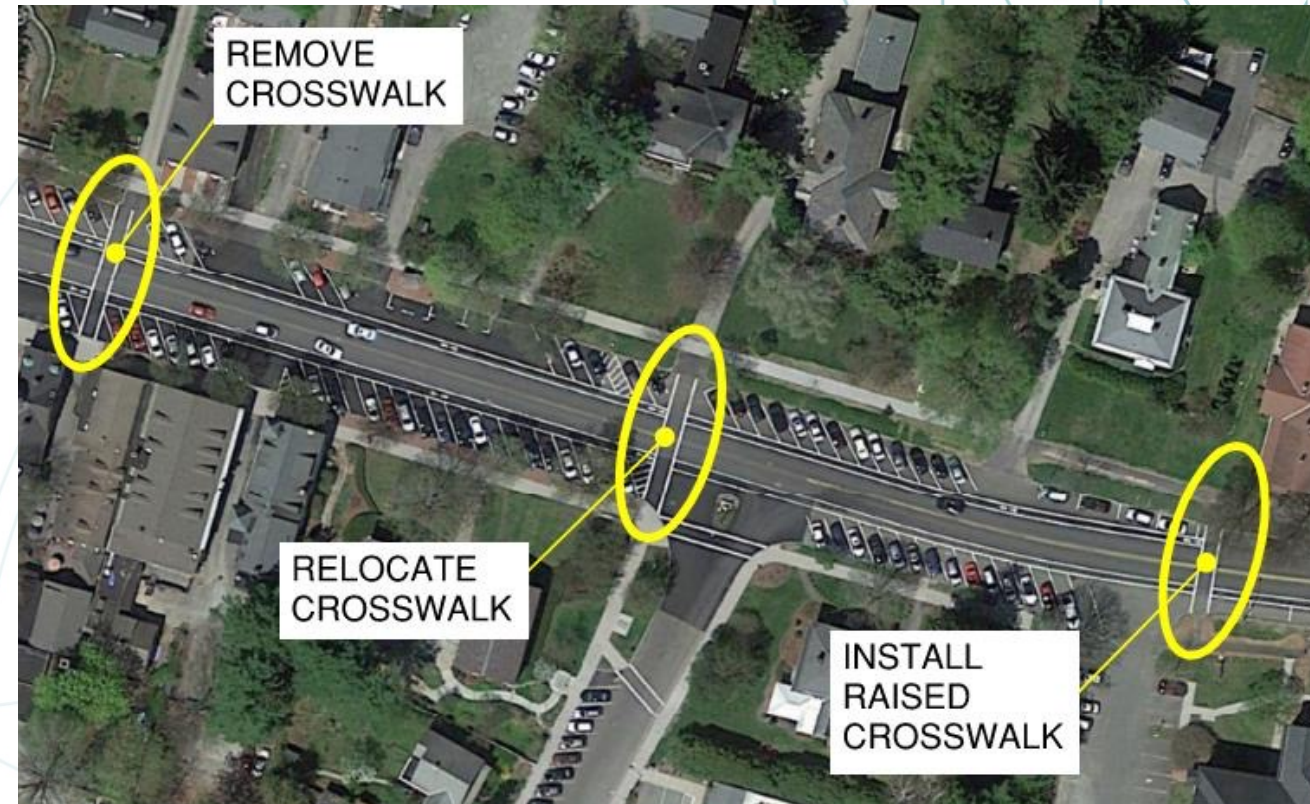 REMOVE
CROSSWALK
RELOCATE
CROSSWALK
INSTALL
RAISED
CROSSWALK